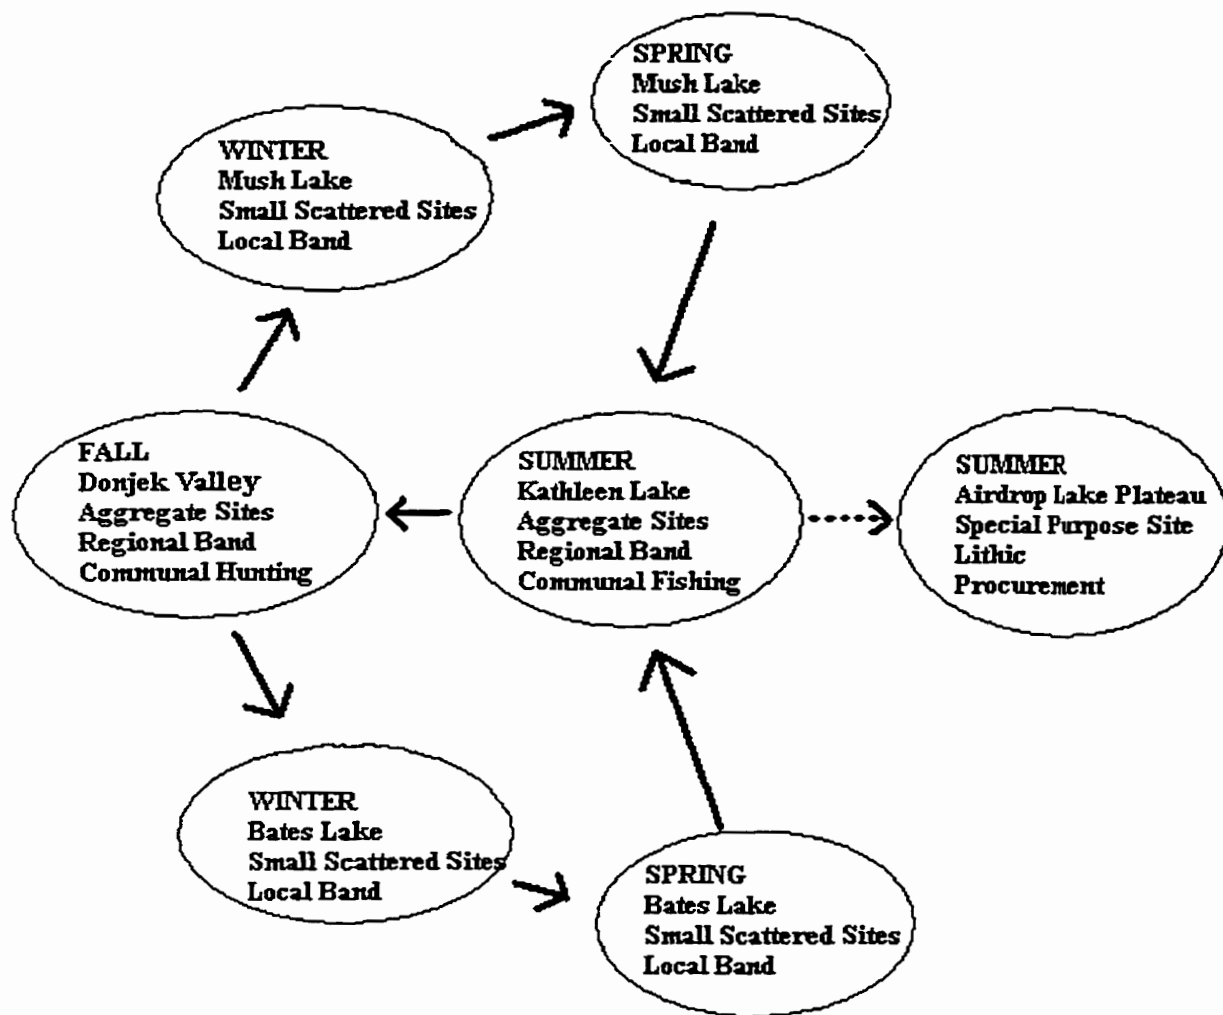 SPRING
Mush Lake
Small Scattered Sites
Local Band
WINTER
Mush Lake
Small Scattered Sites
Local Band
FALL
Donjek Valley
Aggregate Sites
Regional Band
Communal Hunting
SUMMER
Kathleen Lake
Aggregate Sites
Regional Band
Communal Fishing
SUMMER
Airdrop Lake Plateau
Special Purpose Site
Lithic
Procurement
WINTER
Bates Lake
Small Scattered Sites
Local Band
SPRING
Bates Lake
Small Scattered Sites
Local Band